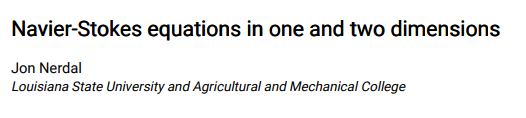 Navier-Stokes equations in one and two dimensions
Jon Nerdal
Louisiana State University and Agricultural and Mechanical College